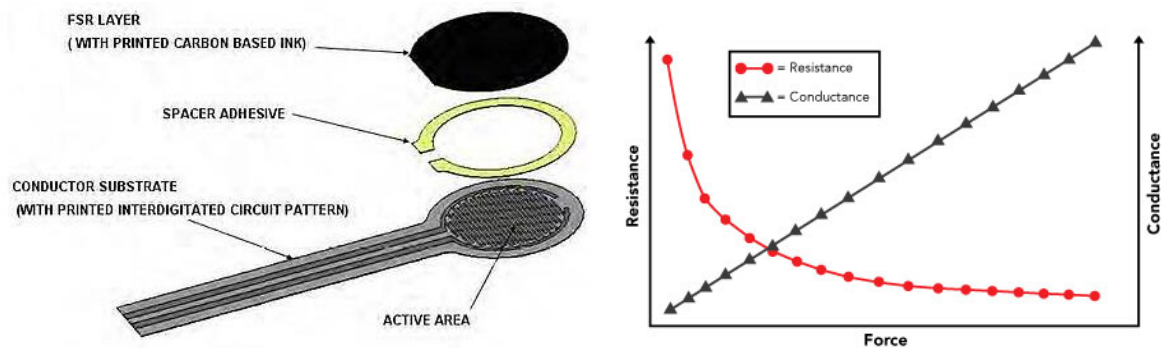 FSR LAYER
( WITH PRINTED CARBON BASED INK)
SPACER ADHESIVE
CONDUCTOR SUBSTRATE
(WITH PRINTED INTERDIGITATED CIRCUIT PATTERN)
ACTIVE AREA
Resistance
= Resistance
= Conductance
Conductance
Force